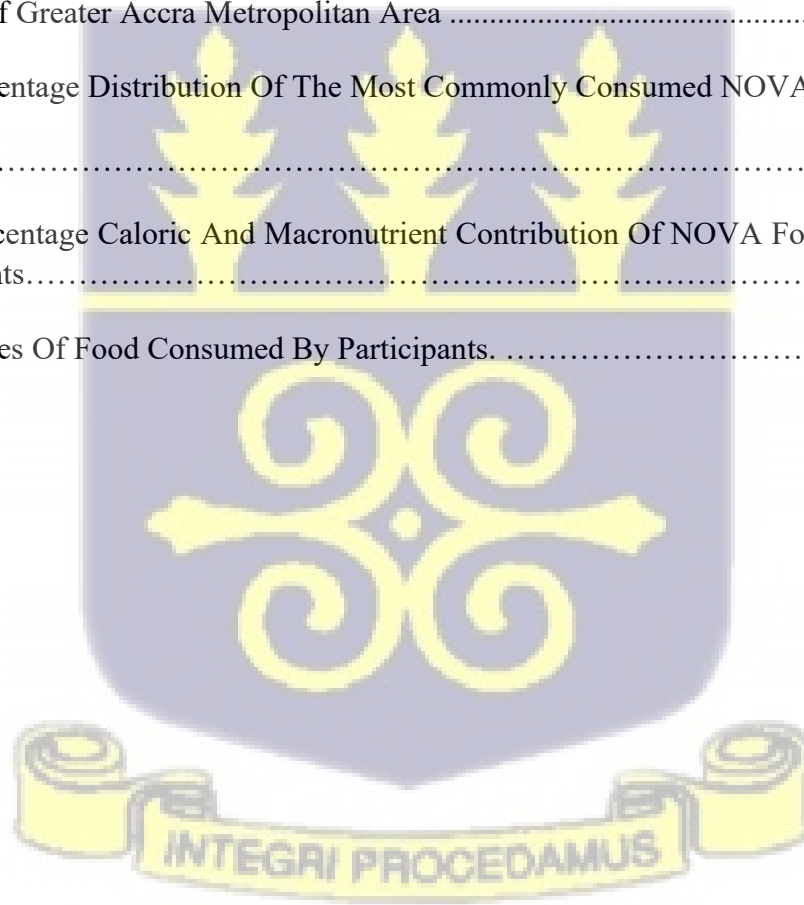 f Greater Accra Metropolitan Area ..............................................
entage Distribution Of The Most Commonly Consumed NOVA
................................................................................
centage Caloric And Macronutrient Contribution Of NOVA Fo
nts………………………………………………………………
es Of Food Consumed By Participants. ……………………………
INTEGRI PROCEDAMUS